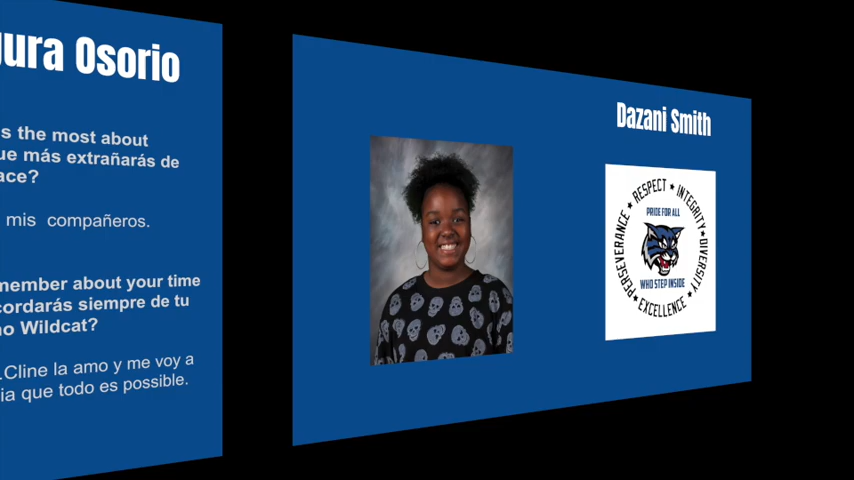 Osorio
s the most about
ue más extrañarás de
ace?
mis compañeros.
member about your time
cordarás siempre de tu
o Wildcat?
Cline la amo y me voy a
ia que todo es posible.
Dazani Smith
PERSEVERANCE ★ RESPECT ★ INTEGRITY ★ DIVERSITY ★ EXCELLENCE ★
PRIDE FOR ALL
WHO STEP INSIDE